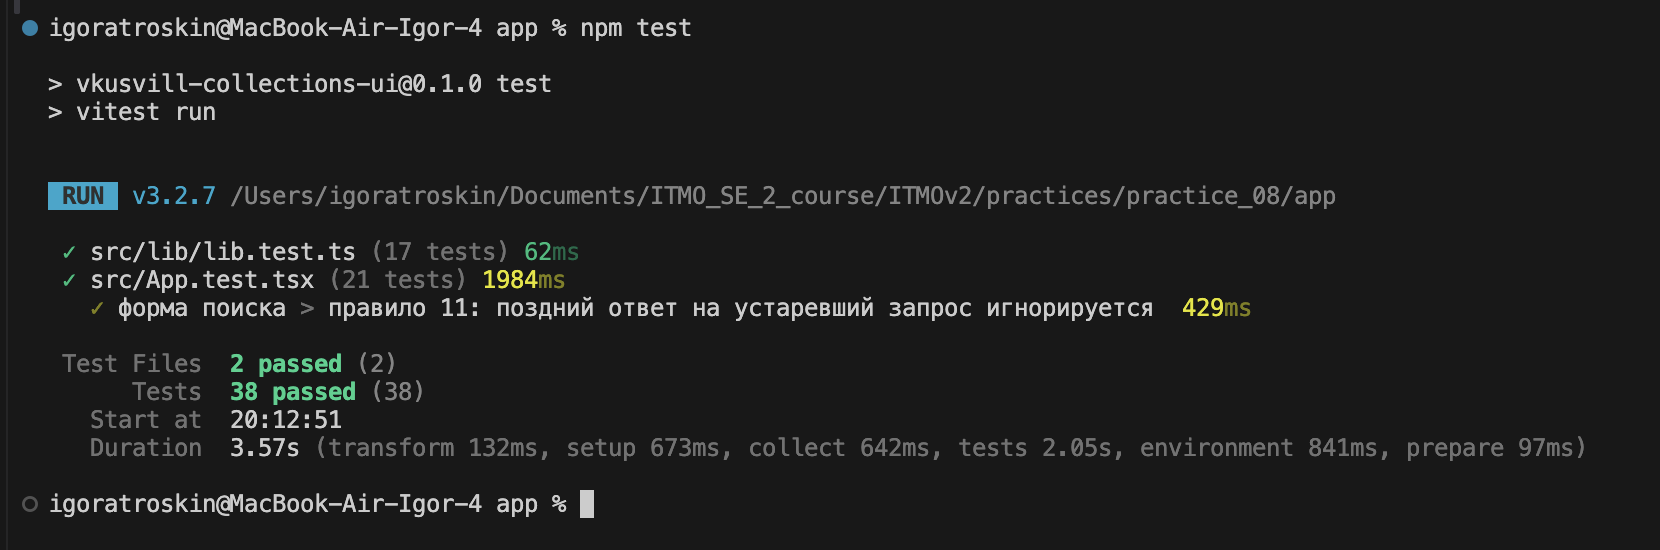 igoratroskin@MacBook-Air-Igor-4 app % npm test
> vkusvill-collections-ui@0.1.0 test
> vitest run
RUN v3.2.7 /Users/igoratroskin/Documents/ITMO_SE_2_course/ITMOv2/practices/practice_08/app
✓ src/lib/lib.test.ts (17 tests) 62ms
✓ src/App.test.tsx (21 tests) 1984ms
✓ форма поиска > правило 11: поздний ответ на устаревший запрос игнорируется 429ms
Test Files 2 passed (2)
Tests 38 passed (38)
Start at 20:12:51
Duration 3.57s (transform 132ms, setup 673ms, collect 642ms, tests 2.05s, environment 841ms, prepare 97ms)
igoratroskin@MacBook-Air-Igor-4 app %